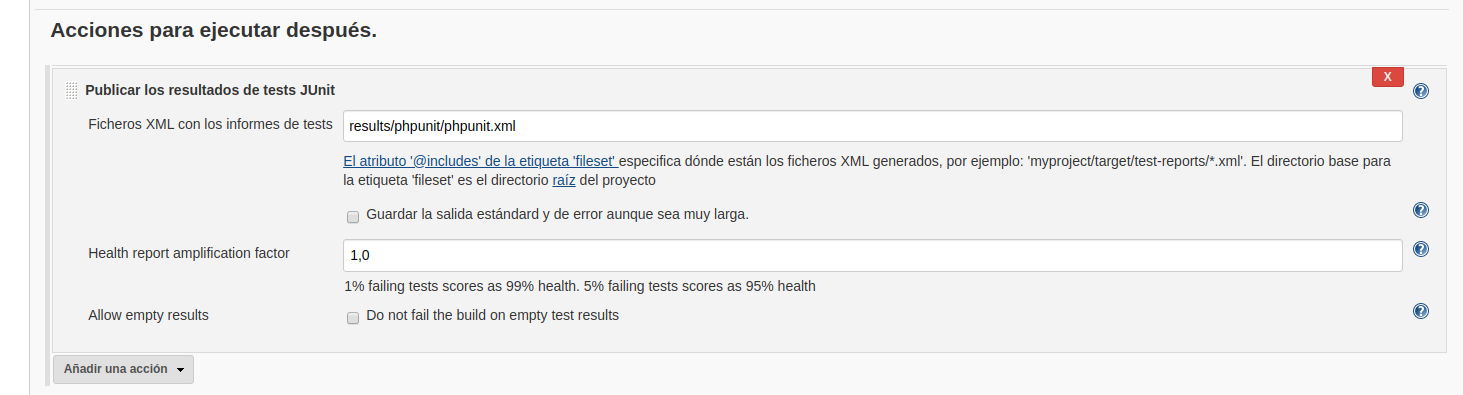 Acciones para ejecutar después.
X
Publicar los resultados de tests JUnit
?
Ficheros XML con los informes de tests
results/phpunit/phpunit.xml
El atributo '@includes' de la etiqueta 'fileset' especifica dónde están los ficheros XML generados, por ejemplo: 'myproject/target/test-reports/*.xml'. El directorio base para
la etiqueta 'fileset' es el directorio raíz del proyecto
Guardar la salida estándard y de error aunque sea muy larga.
?
Health report amplification factor
1,0
?
1% failing tests scores as 99% health. 5% failing tests scores as 95% health
Allow empty results
Do not fail the build on empty test results
?
Añadir una acción